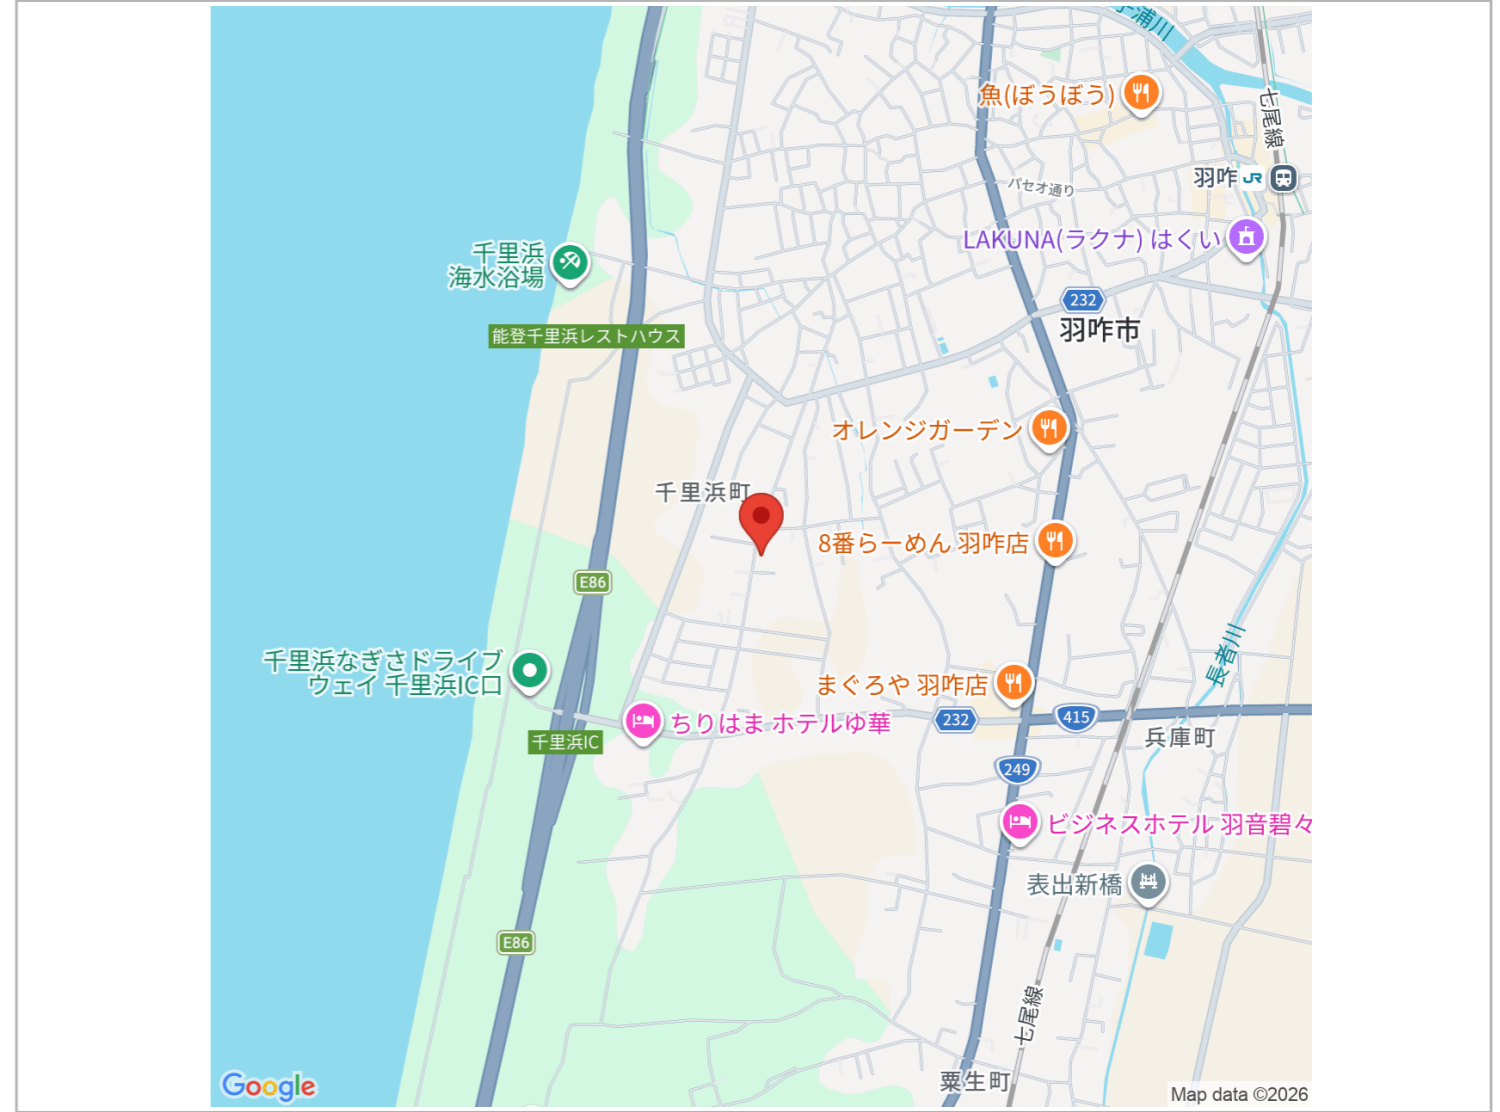 魚(ぼうぼう)
七尾線
羽咋
JR
パセオ通り
LAKUNA(ラクナ) はくい
千里浜
海水浴場
232
羽咋市
能登千里浜レストハウス
オレンジガーデン
千里浜町
8番らーめん 羽咋店
E86
長者川
千里浜なぎさドライブ
ウェイ 千里浜IC口
まぐろや 羽咋店
ちりはま ホテルゆ華
232
415
千里浜IC
兵庫町
249
ビジネスホテル 羽音碧々
表出新橋
E86
七尾線
粟生町
Google
Map data ©2026